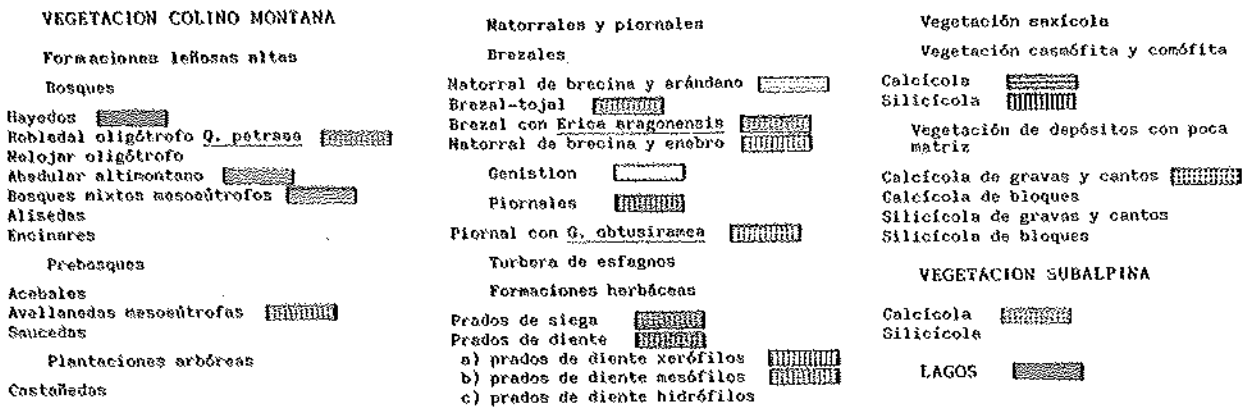 VEGETACION COLINO MONTANA
Formaciones leñosas altas
Bosques
Hayedos
Robledal oligótrofo Q. petraea
Melojar oligótrofo
Abedular altimontano
Bosques mixtos mesoeútrofos
Alisedas
Encinares
Prebosques
Acebales
Avellanedas mesoeútrofas
Saucedas
Plantaciones arbóreas
Castañedas
Matorrales y piornales
Brezales
Matorral de brecina y arándano
Brezal-tojal
Brezal con Erica aragonensis
Matorral de brecina y enebro
Genistion
Piornales
Piornal con G. obtusiramea
Turbera de esfagnos
Formaciones herbáceas
Prados de siega
Prados de diente
a) prados de diente xerófilos
b) prados de diente mesófilos
c) prados de diente hidrófilos
Vegetación saxícola
Vegetación casmófita y comófita
Calcícola
Silicícola
Vegetación de depósitos con poca
matriz
Calcícola de gravas y cantos
Calcícola de bloques
Silicícola de gravas y cantos
Silicícola de bloques
VEGETACION SUBALPINA
Calcícola
Silicícola
LAGOS